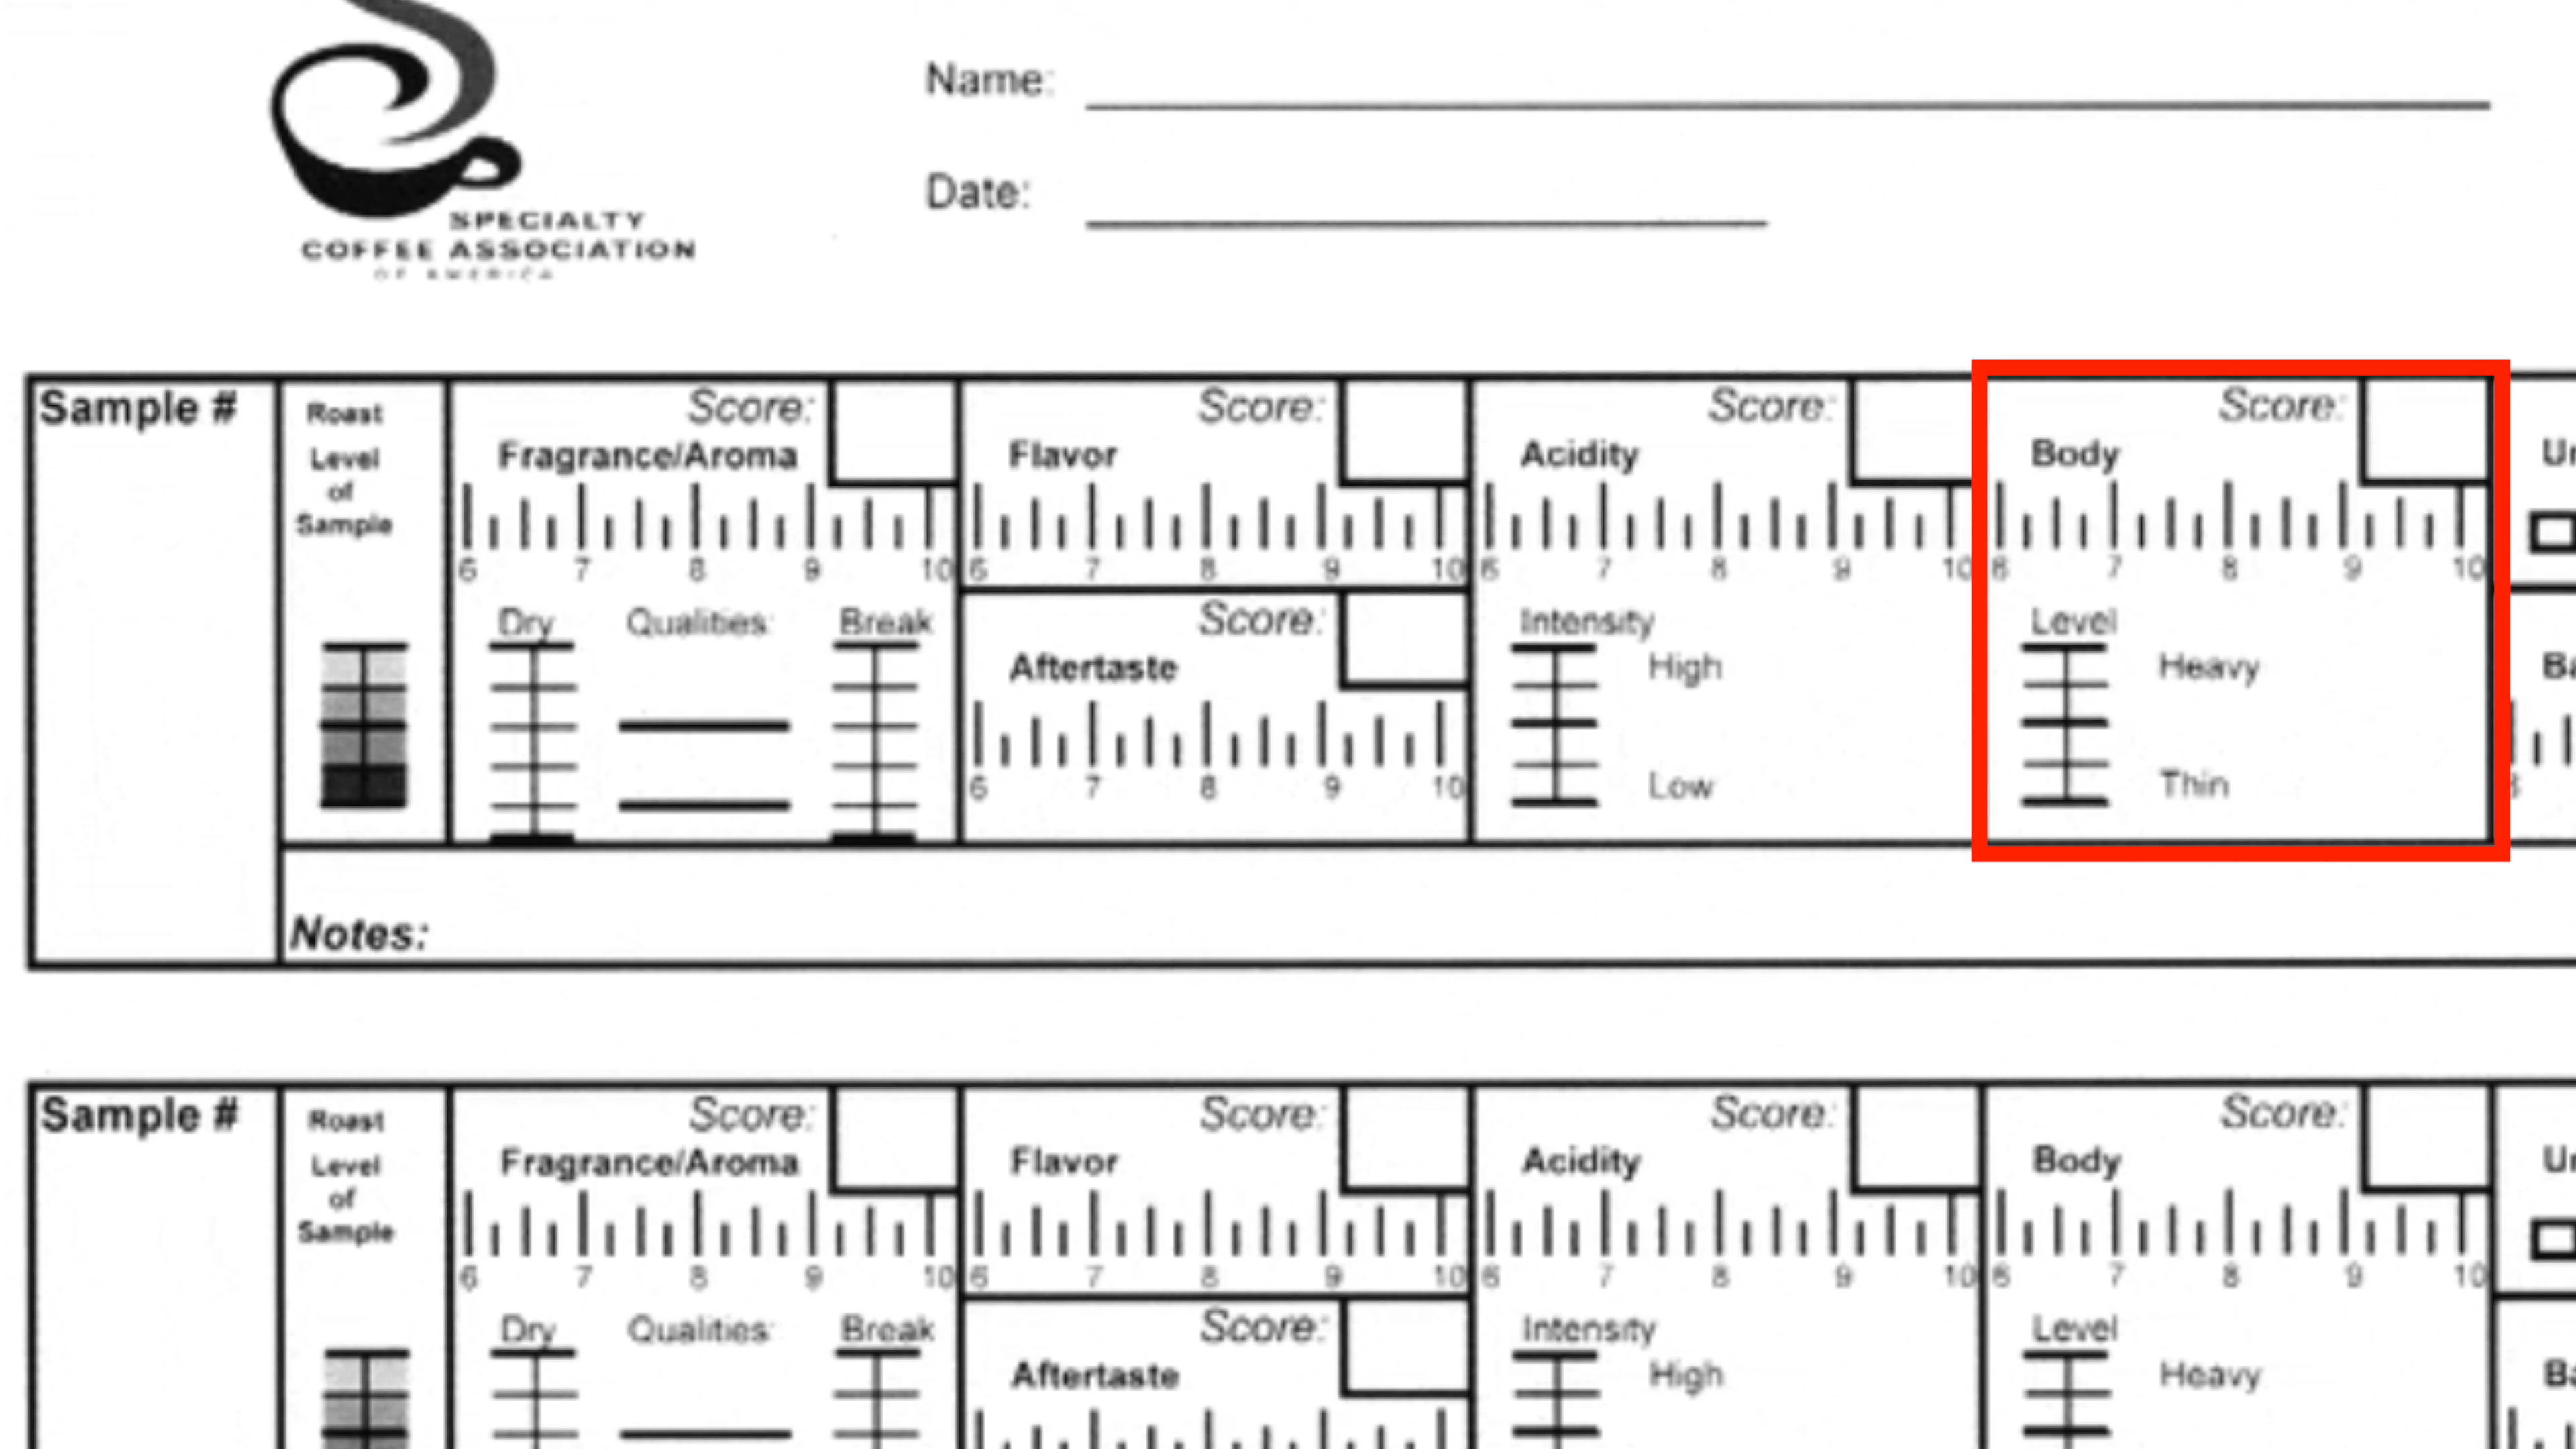 SPECIALTY
COFFEE ASSOCIATION
OF AMERICA
Name:
Date:
Sample #
Roast
Level
of
Sample
Score:
Fragrance/Aroma
6 7 8 9 10
Dry Qualities: Break
Score:
Flavor
6 7 8 9 10
Score:
Aftertaste
6 7 8 9 10
Score:
Acidity
6 7 8 9 10
Intensity
High
Low
Score:
Body
6 7 8 9 10
Level
Heavy
Thin
Notes:
Sample #
Roast
Level
of
Sample
Score:
Fragrance/Aroma
6 7 8 9 10
Dry Qualities: Break
Score:
Flavor
6 7 8 9 10
Score:
Aftertaste
Score:
Acidity
6 7 8 9 10
Intensity
High
Score:
Body
6 7 8 9 10
Level
Heavy